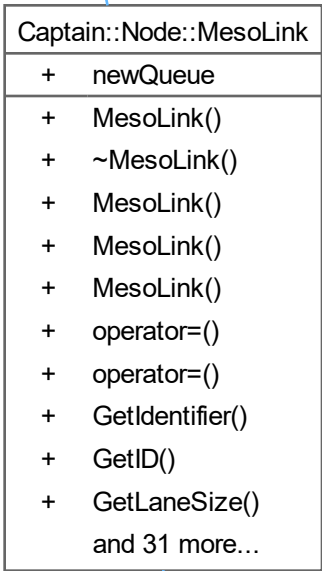 Captain::Node::MesoLink
+ newQueue
+ MesoLink()
+ ~MesoLink()
+ MesoLink()
+ MesoLink()
+ MesoLink()
+ operator=()
+ operator=()
+ GetIdentifier()
+ GetID()
+ GetLaneSize()
and 31 more...